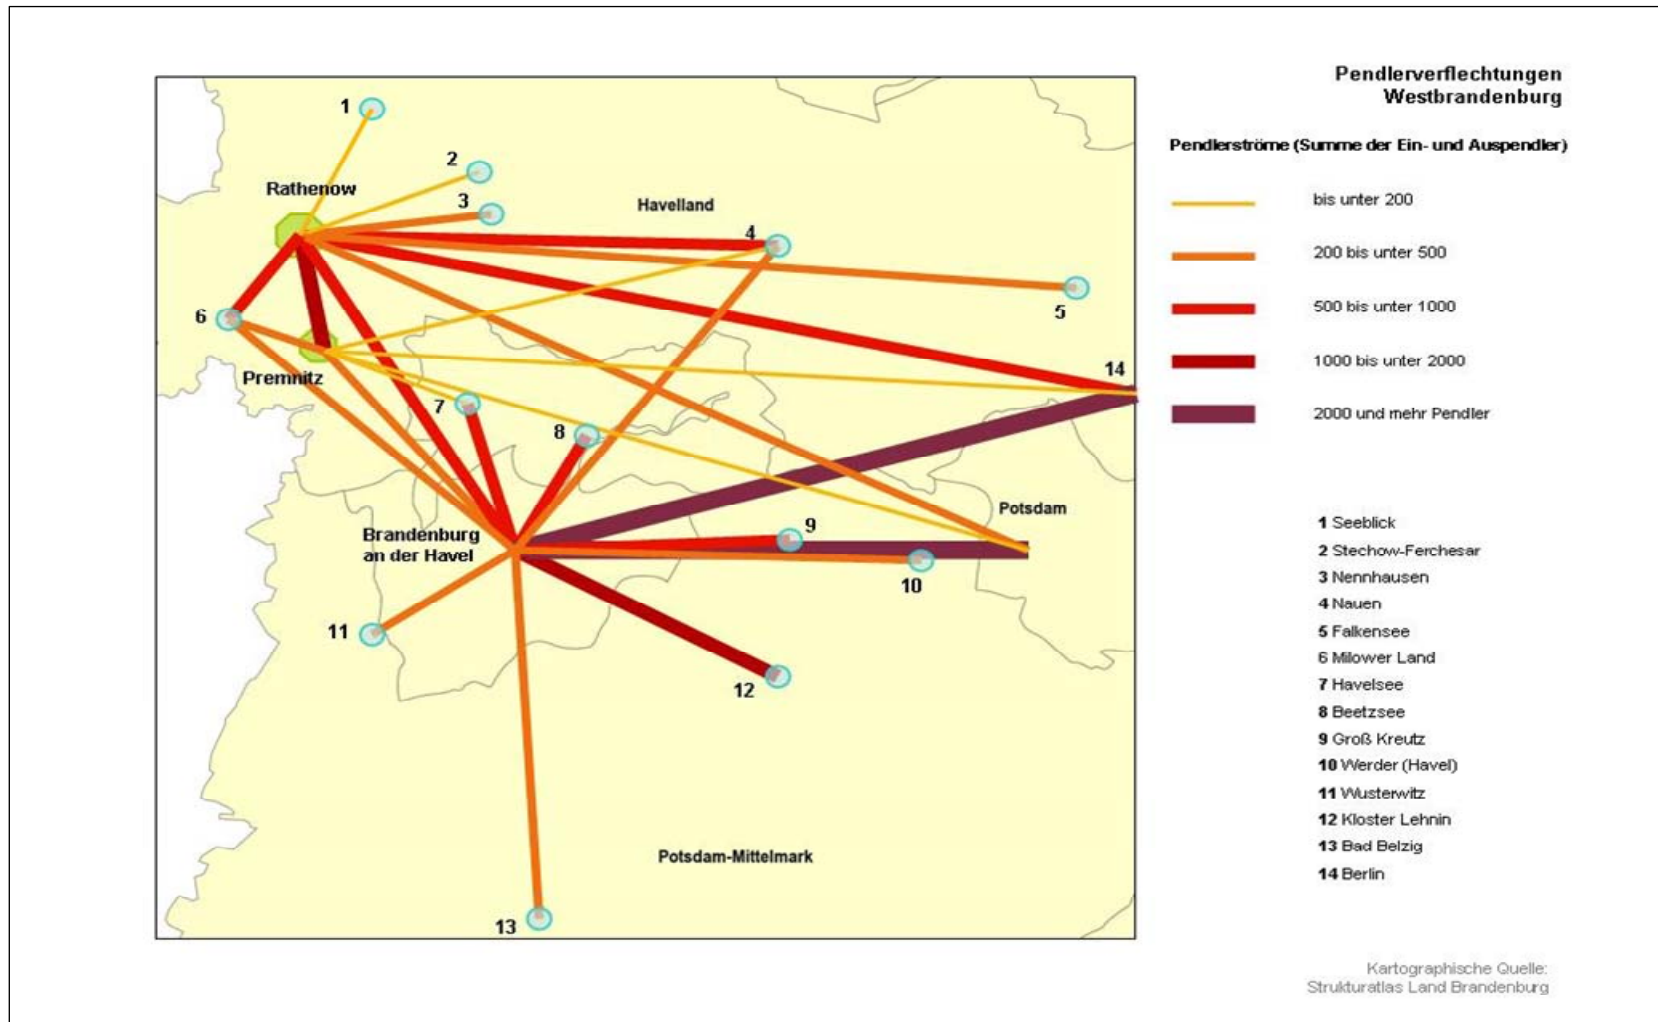 Pendlerverflechtungen
Westbrandenburg
Pendlerströme (Summe der Ein- und Auspendler)
bis unter 200
200 bis unter 500
500 bis unter 1000
1000 bis unter 2000
2000 und mehr Pendler
1
2
Rathenow
3
Havelland
4
5
6
Premnitz
14
7
8
Potsdam
9
Brandenburg
an der Havel
10
11
12
Potsdam-Mittelmark
13
1 Seeblick
2 Stechow-Ferchesar
3 Nennhausen
4 Nauen
5 Falkensee
6 Milower Land
7 Havelsee
8 Beetzsee
9 Groß Kreutz
10 Werder (Havel)
11 Wusterwitz
12 Kloster Lehnin
13 Bad Belzig
14 Berlin
Kartographische Quelle:
Strukturatlas Land Brandenburg